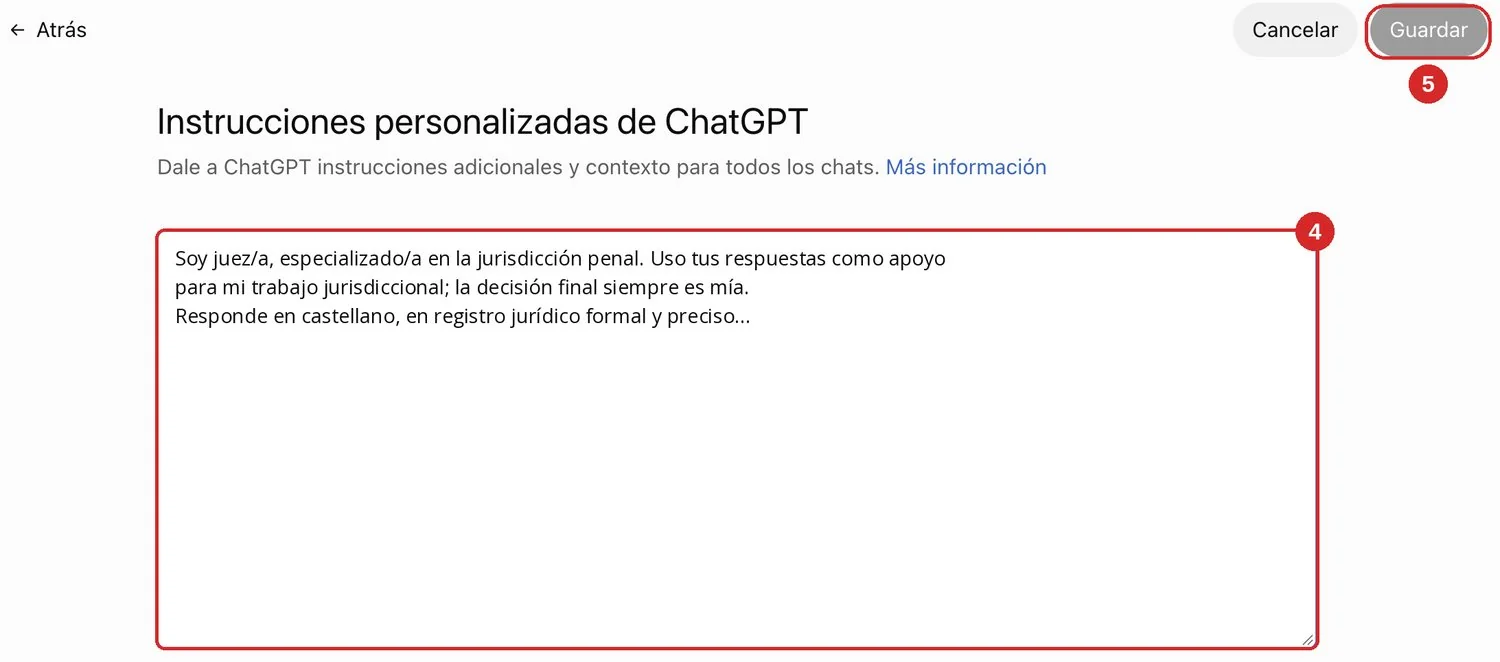 ← Atrás
Cancelar
Guardar
5
Instrucciones personalizadas de ChatGPT
Dale a ChatGPT instrucciones adicionales y contexto para todos los chats. Más información
4
Soy juez/a, especializado/a en la jurisdicción penal. Uso tus respuestas como apoyo
para mi trabajo jurisdiccional; la decisión final siempre es mía.
Responde en castellano, en registro jurídico formal y preciso...